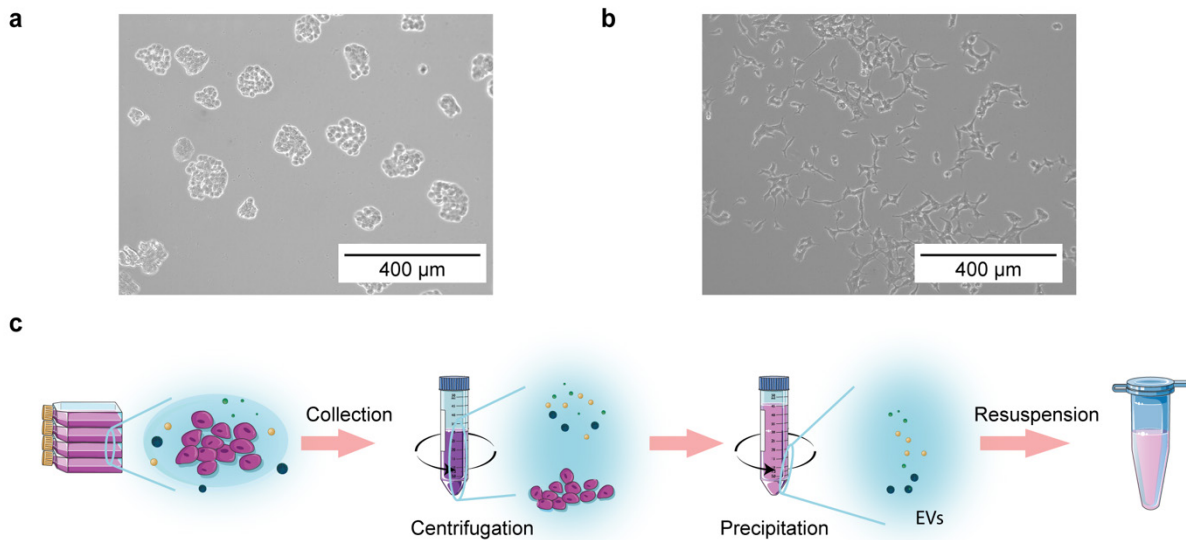 a
b
400 µm
400 µm
c
Collection
Resuspension
Centrifugation
Precipitation
EVs